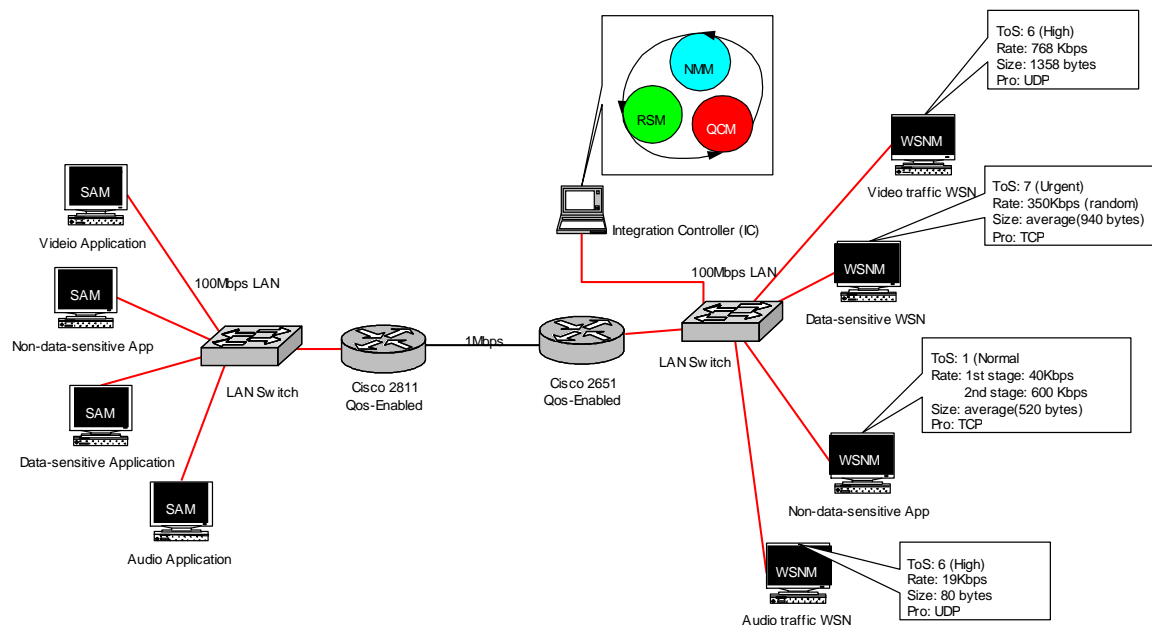 ToS: 6 (High)
Rate: 768 Kbps
Size: 1358 bytes
Pro: UDP
NMM
RSM
QCM
WSNM
Video traffic WSN
SAM
Videio Application
ToS: 7 (Urgent)
Rate: 350Kbps (random)
Size: average(940 bytes)
Pro: TCP
Integration Controller (IC)
100Mbps LAN
100Mbps LAN
WSNM
Data-sensitive WSN
SAM
Non-data-sensitive App
LAN Switch
Cisco 2811
Qos-Enabled
1Mbps
Cisco 2651
Qos-Enabled
LAN Switch
ToS: 1 (Normal
Rate: 1st stage: 40Kbps
2nd stage: 600 Kbps
Size: average(520 bytes)
Pro: TCP
SAM
Data-sensitive Application
WSNM
Non-data-sensitive App
SAM
Audio Application
WSNM
Audio traffic WSN
ToS: 6 (High)
Rate: 19Kbps
Size: 80 bytes
Pro: UDP